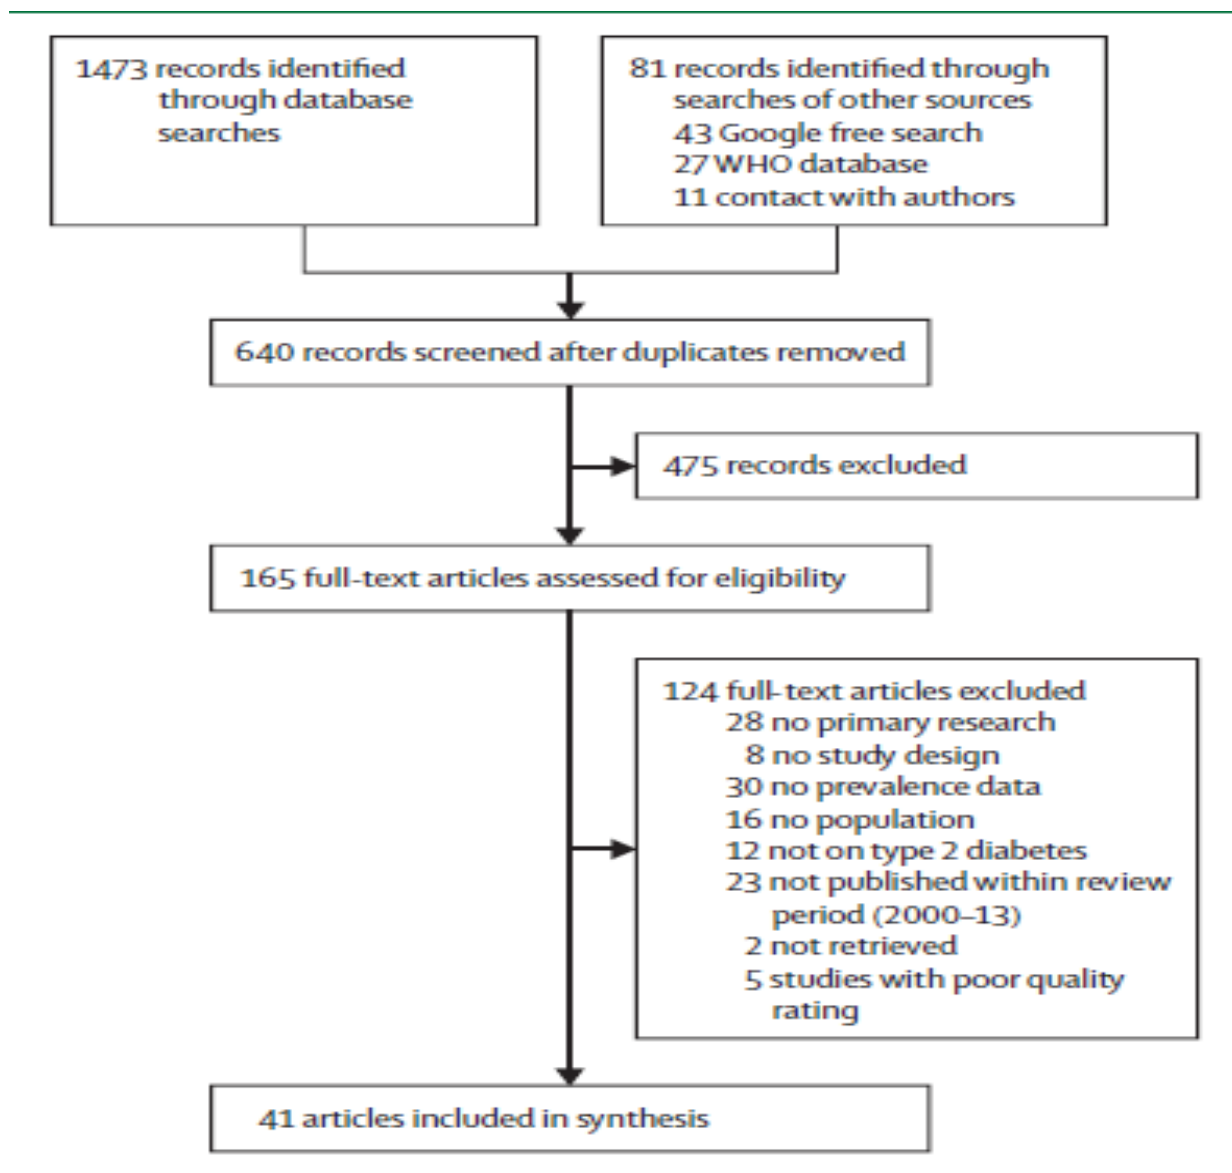 1473 records identified
through database
searches
81 records identified through
searches of other sources
43 Google free search
27 WHO database
11 contact with authors
640 records screened after duplicates removed
475 records excluded
165 full-text articles assessed for eligibility
124 full-text articles excluded
28 no primary research
8 no study design
30 no prevalence data
16 no population
12 not on type 2 diabetes
23 not published within review
period (2000–13)
2 not retrieved
5 studies with poor quality
rating
41 articles included in synthesis